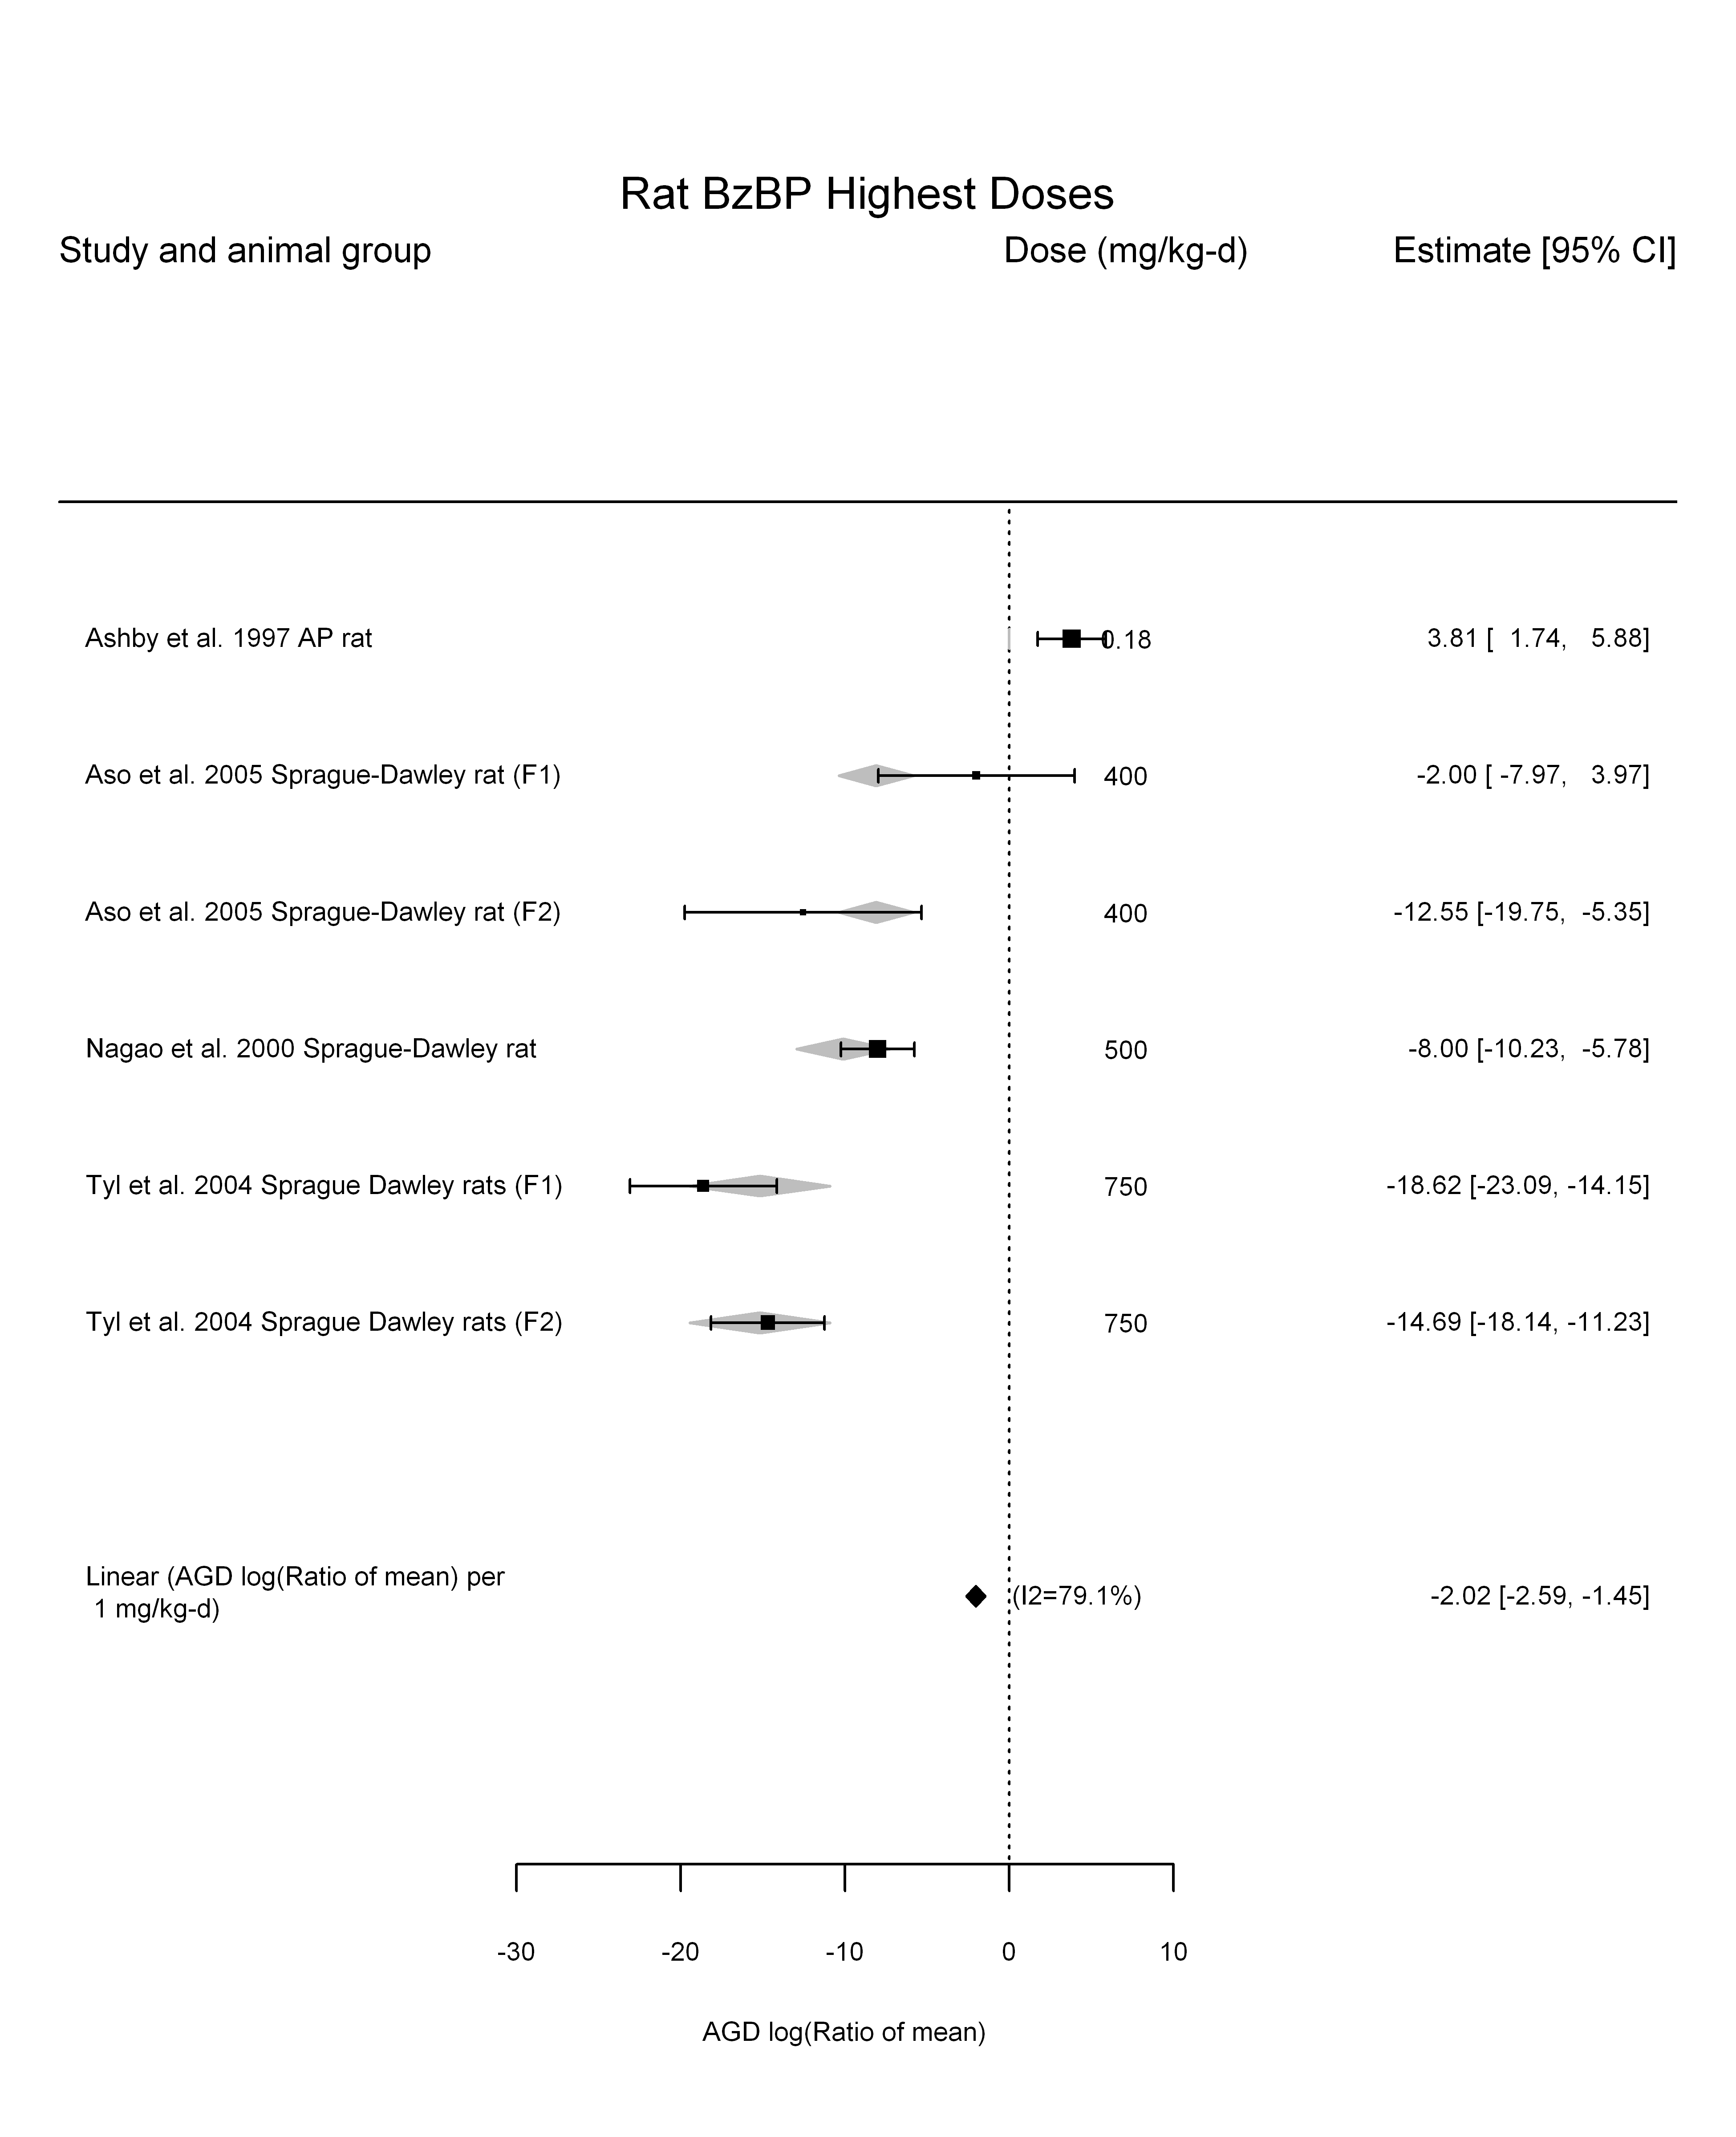 Rat BzBP Highest Doses
Study and animal group Dose (mg/kg-d) Estimate [95% CI]
Ashby et al. 1997 AP rat 0.18 3.81 [ 1.74, 5.88]
Aso et al. 2005 Sprague-Dawley rat (F1) 400 -2.00 [ -7.97, 3.97]
Aso et al. 2005 Sprague-Dawley rat (F2) 400 -12.55 [-19.75, -5.35]
Nagao et al. 2000 Sprague-Dawley rat 500 -8.00 [-10.23, -5.78]
Tyl et al. 2004 Sprague Dawley rats (F1) 750 -18.62 [-23.09, -14.15]
Tyl et al. 2004 Sprague Dawley rats (F2) 750 -14.69 [-18.14, -11.23]
Linear (AGD log(Ratio of mean) per
1 mg/kg-d) (I2=79.1%) -2.02 [-2.59, -1.45]
-30 -20 -10 0 10
AGD log(Ratio of mean)